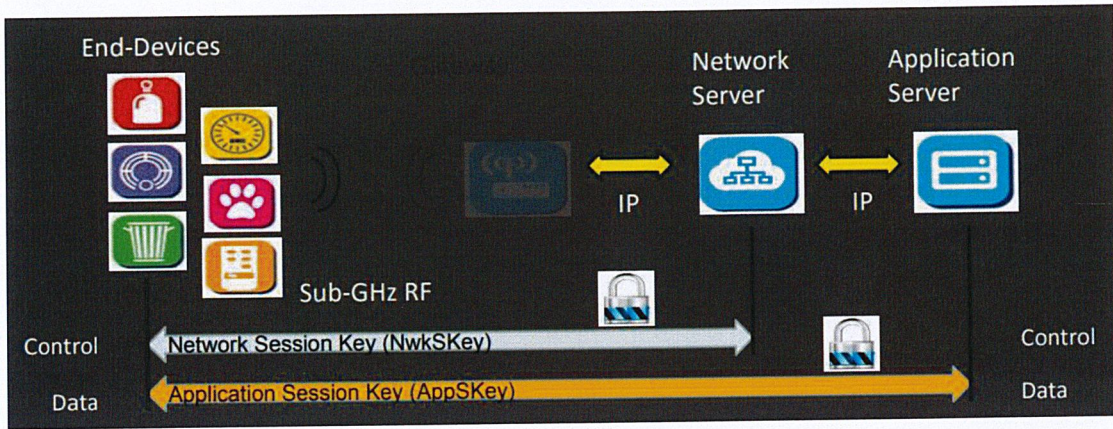 End-Devices
Network
Server
Application
Server
IP
IP
Sub-GHz RF
Control
Network Session Key (NwkSKey)
Control
Data
Application Session Key (AppSKey)
Data